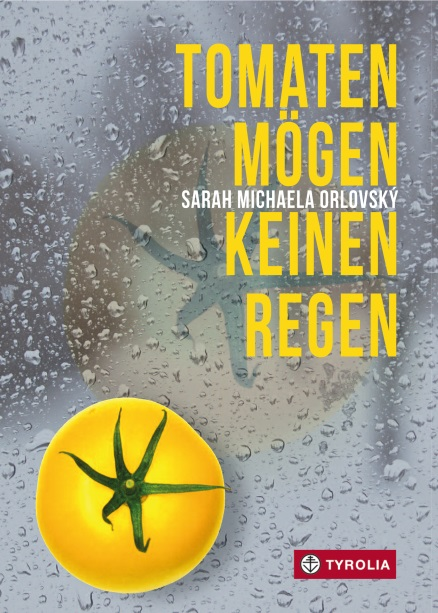 TOMATEN
MÖGEN
SARAH MICHAELA ORLOVSKÝ
KEINEN
REGEN
TYROLIA